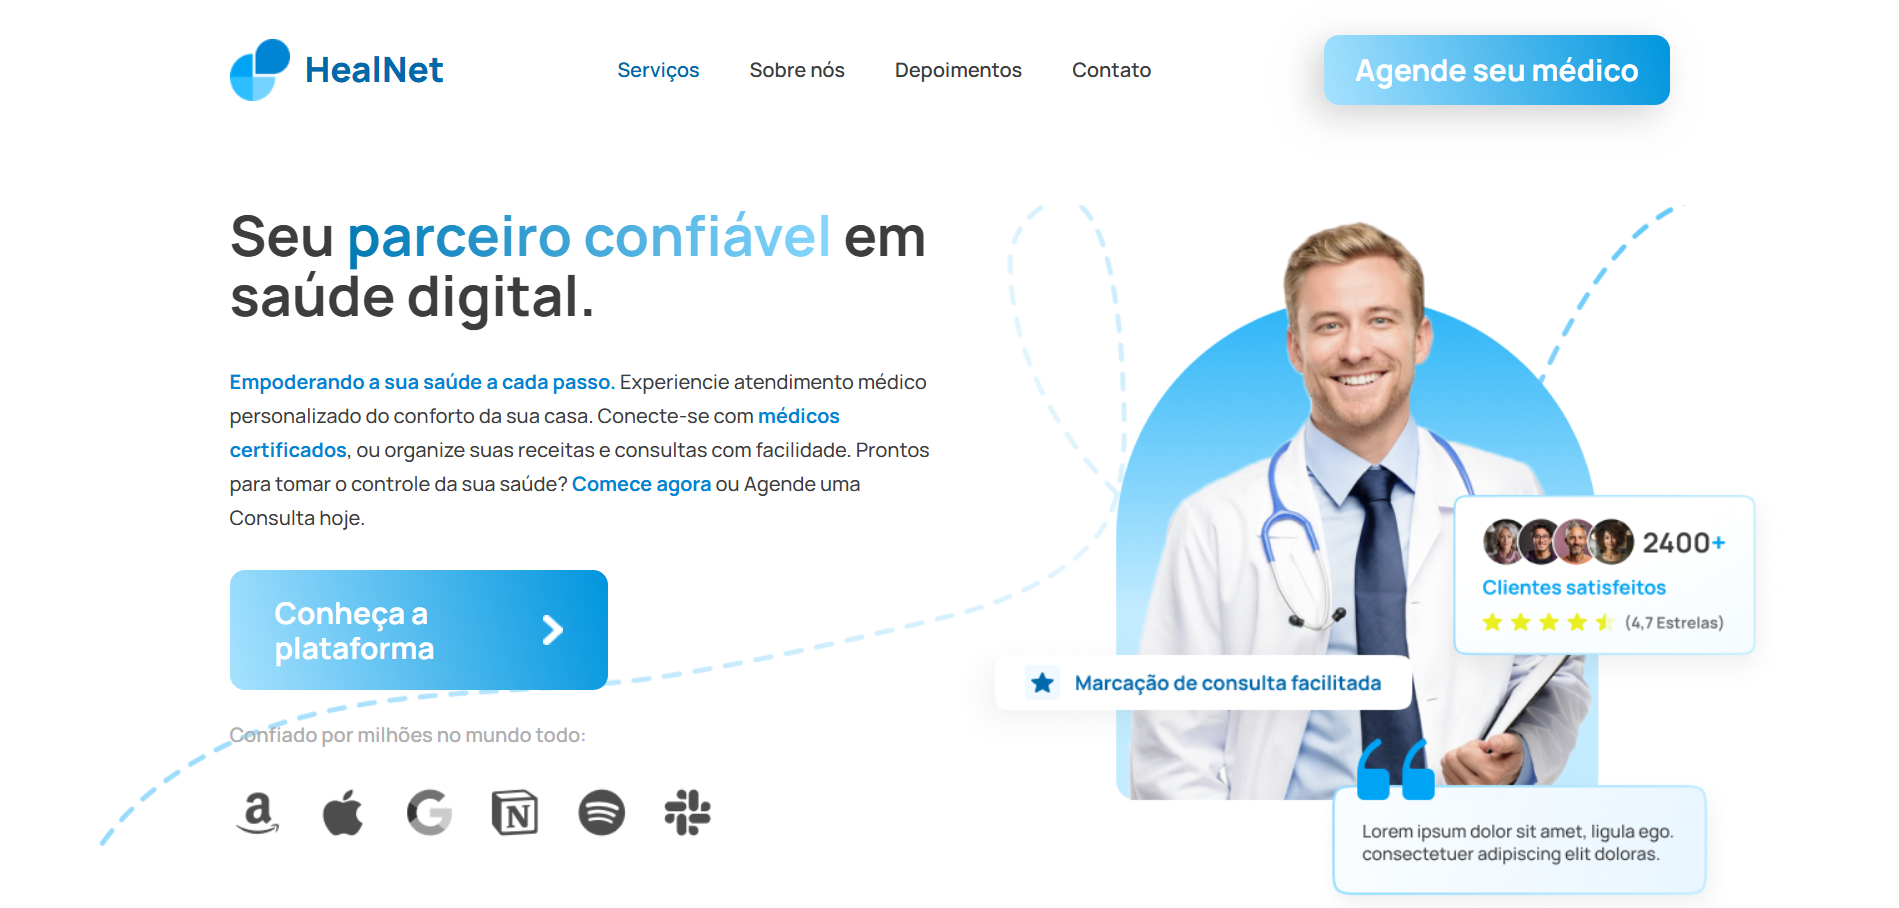 HealNet
Serviços
Sobre nós
Depoimentos
Contato
Agende seu médico
Seu parceiro confiável em
saúde digital.
Empoderando a sua saúde a cada passo. Experiencie atendimento médico
personalizado do conforto da sua casa. Conecte-se com médicos
certificados, ou organize suas receitas e consultas com facilidade. Prontos
para tomar o controle da sua saúde? Comece agora ou Agende uma
Consulta hoje.
Conheça a
plataforma
Confiado por milhões no mundo todo:
2400+
Clientes satisfeitos
(4,7 Estrelas)
Marcação de consulta facilitada
Lorem ipsum dolor sit amet, ligula ego.
consectetuer adipiscing elit doloras.